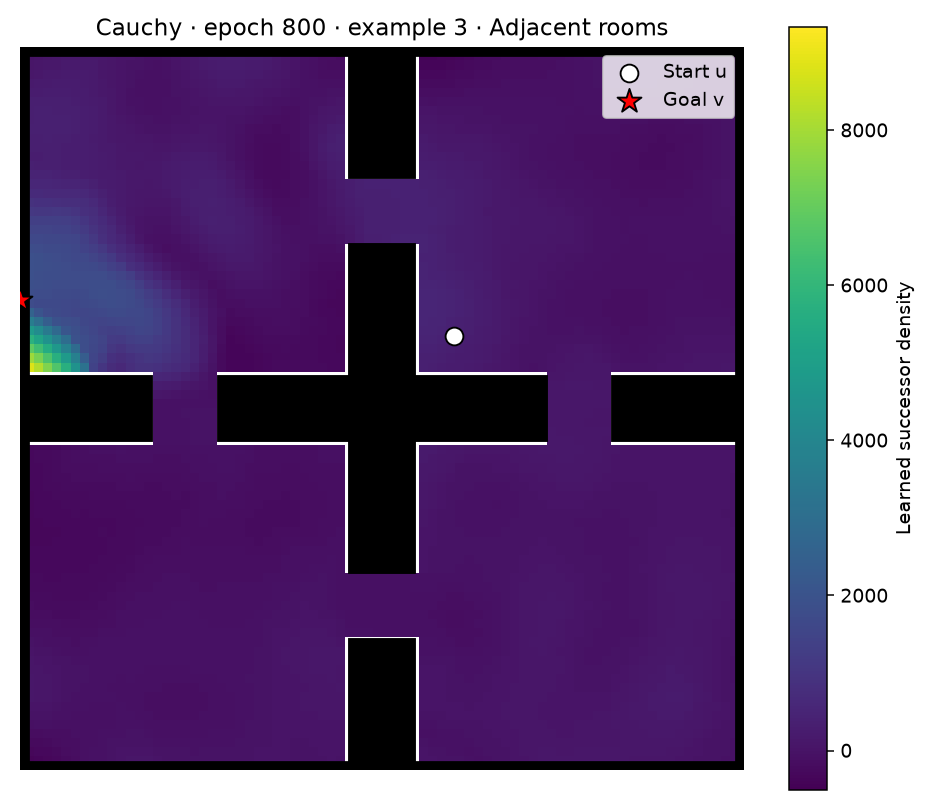 Cauchy · epoch 800 · example 3 · Adjacent rooms
Start u
Goal v
8000
6000
4000
2000
0
Learned successor density